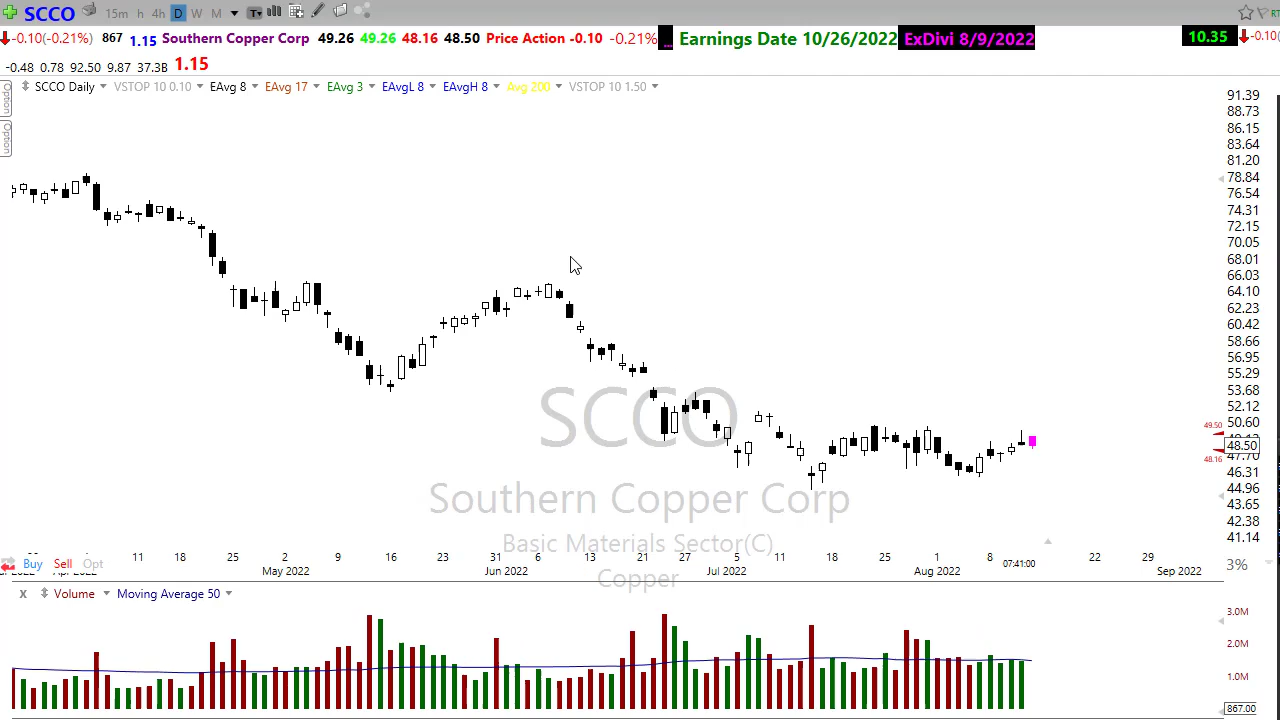 SCCO 15m h 4h D W M
-0.10(-0.21%) 867 1.15 Southern Copper Corp 49.26 49.26 48.16 48.50 Price Action -0.10 -0.21% ... Earnings Date 10/26/2022 ExDivi 8/9/2022 10.35 -0.10(
-0.48 0.78 92.50 9.87 37.3B 1.15
SCCO Daily VSTOP 10 0.10 EAvg 8 EAvg 17 EAvg 3 EAvgL 8 EAvgH 8 Avg 200 VSTOP 10 1.50
Option
Option
91.39
88.73
86.15
83.64
81.20
78.84
76.54
74.31
72.15
70.05
68.01
66.03
64.10
62.23
60.42
58.66
56.95
55.29
53.68
52.12
50.60
49.50
48.50
47.70
48.16
46.31
44.96
43.65
42.38
41.14
SCCO
Southern Copper Corp
Basic Materials Sector(C)
Copper
11 18 25 2 9 16 23 31 6 13 21 27 5 11 18 25 1 8 07:41:00 22 29
Buy Sell Opt 3%
May 2022 Jun 2022 Jul 2022 Aug 2022 Sep 2022
x Volume Moving Average 50
3.0M
2.0M
1.0M
867.00